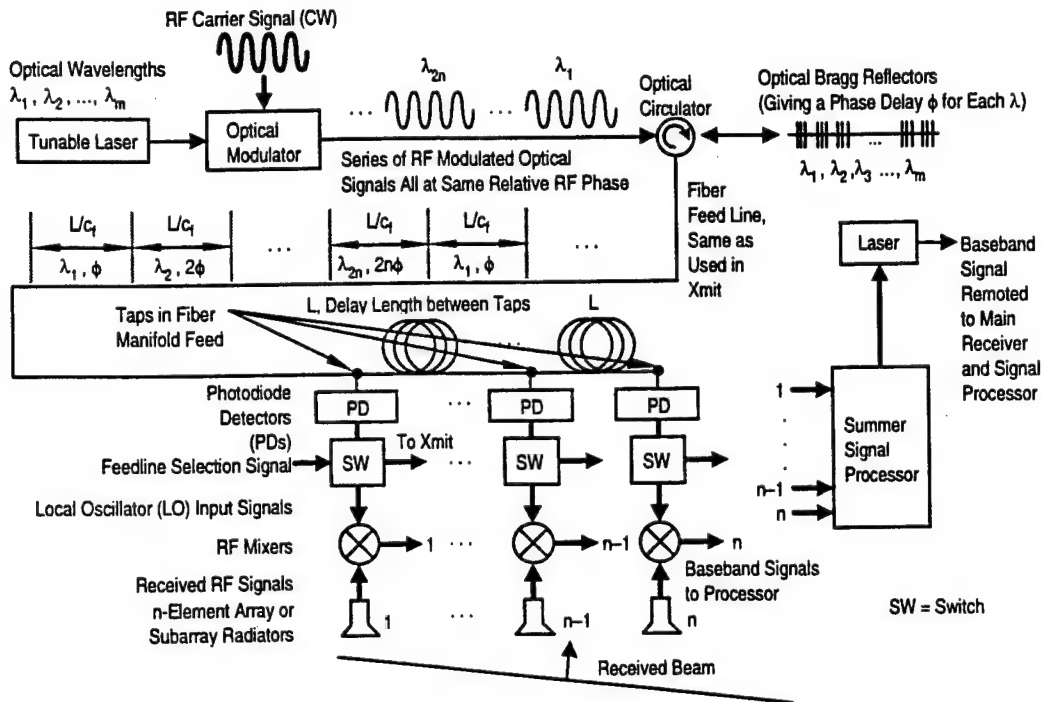 RF Carrier Signal (CW)
Optical Wavelengths
λ1, λ2, ..., λm
Tunable Laser
Optical
Modulator
... λ2n ... λ1
Series of RF Modulated Optical
Signals All at Same Relative RF Phase
Optical
Circulator
Optical Bragg Reflectors
(Giving a Phase Delay ϕ for Each λ)
...
λ1, λ2, λ3 ..., λm
L/cf L/cf ... L/cf L/cf ...
λ1, ϕ λ2, 2ϕ λ2n, 2nϕ λ1, ϕ
Fiber
Feed Line,
Same as
Used in
Xmit
Laser
Baseband
Signal
Remoted
to Main
Receiver
and Signal
Processor
Taps in Fiber
Manifold Feed
L, Delay Length between Taps
L
...
Photodiode
Detectors
(PDs)
PD ... PD PD
Feedline Selection Signal
SW
To Xmit
... SW SW
Local Oscillator (LO) Input Signals
RF Mixers
1 ... n–1 n
Received RF Signals
n-Element Array or
Subarray Radiators
1 ... n–1 n
Baseband Signals
to Processor
Received Beam
1
.
.
.
.
n–1
n
Summer
Signal
Processor
SW = Switch